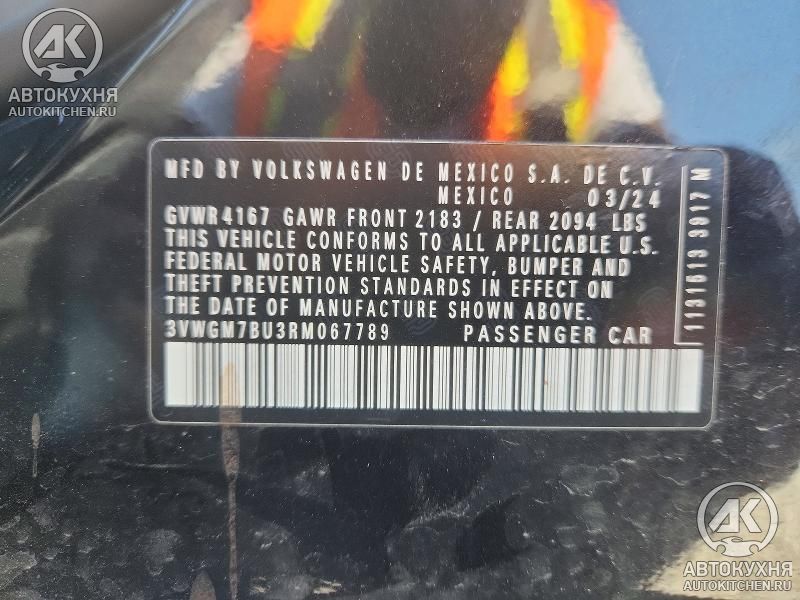 АК
АВТОКУХНЯ
AUTOKITCHEN.RU
MFD BY VOLKSWAGEN DE MEXICO S.A. DE C.V.
MEXICO 03/24
GVWR4167 GAWR FRONT 2183 / REAR 2094 LBS
THIS VEHICLE CONFORMS TO ALL APPLICABLE U.S.
FEDERAL MOTOR VEHICLE SAFETY, BUMPER AND
THEFT PREVENTION STANDARDS IN EFFECT ON
THE DATE OF MANUFACTURE SHOWN ABOVE.
3VWGM7BU3RM067789 PASSENGER CAR
1131613 3917 M
АК
АВТОКУХНЯ
AUTOKITCHEN.RU